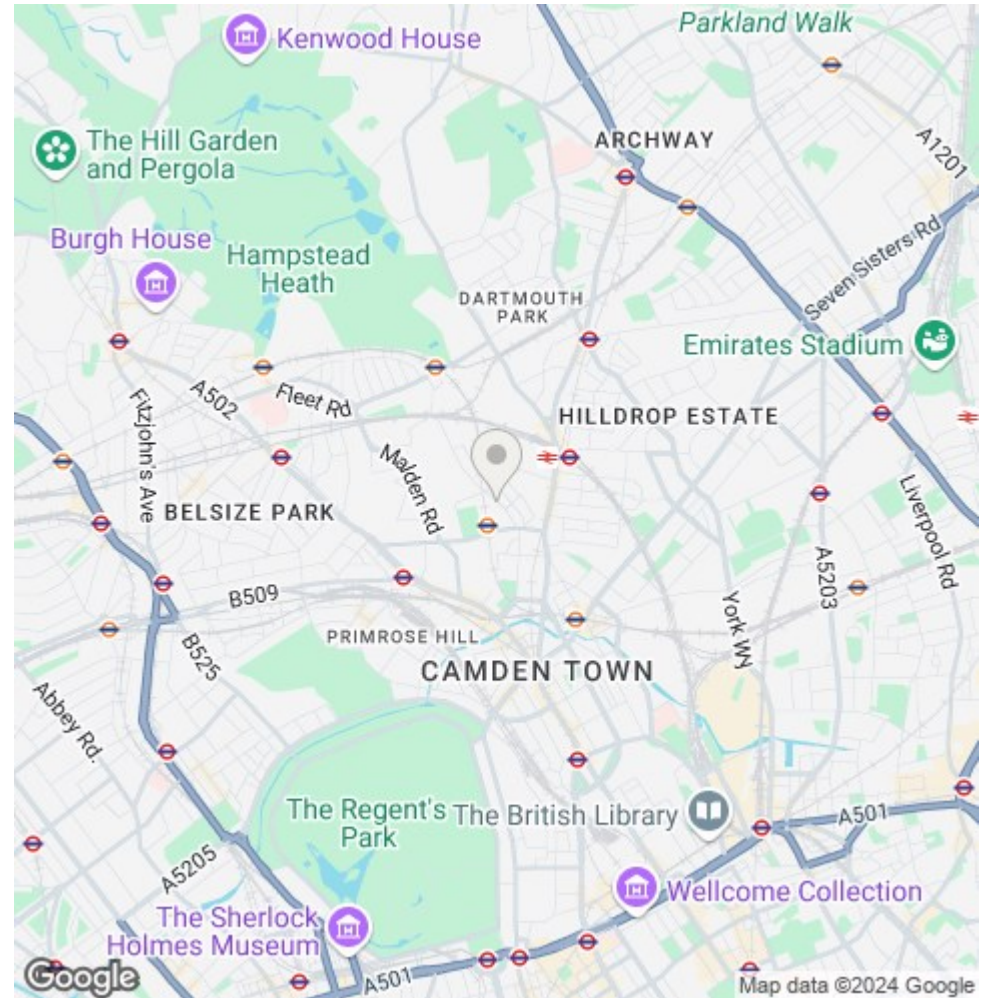 Parkland Walk
Kenwood House
ARCHWAY
A1201
The Hill Garden
and Pergola
Burgh House
Hampstead
Heath
Seven Sisters Rd
DARTMOUTH
PARK
Emirates Stadium
A502
Fleet Rd
Fitzjohn's Ave
HILLDROP ESTATE
Malden Rd
BELSIZE PARK
Liverpool Rd
A5203
B509
York Wy
PRIMROSE HILL
B525
CAMDEN TOWN
Abbey Rd.
The Regent's
Park
The British Library
A501
A5205
Wellcome Collection
The Sherlock
Holmes Museum
A501
Google
Map data ©2024 Google